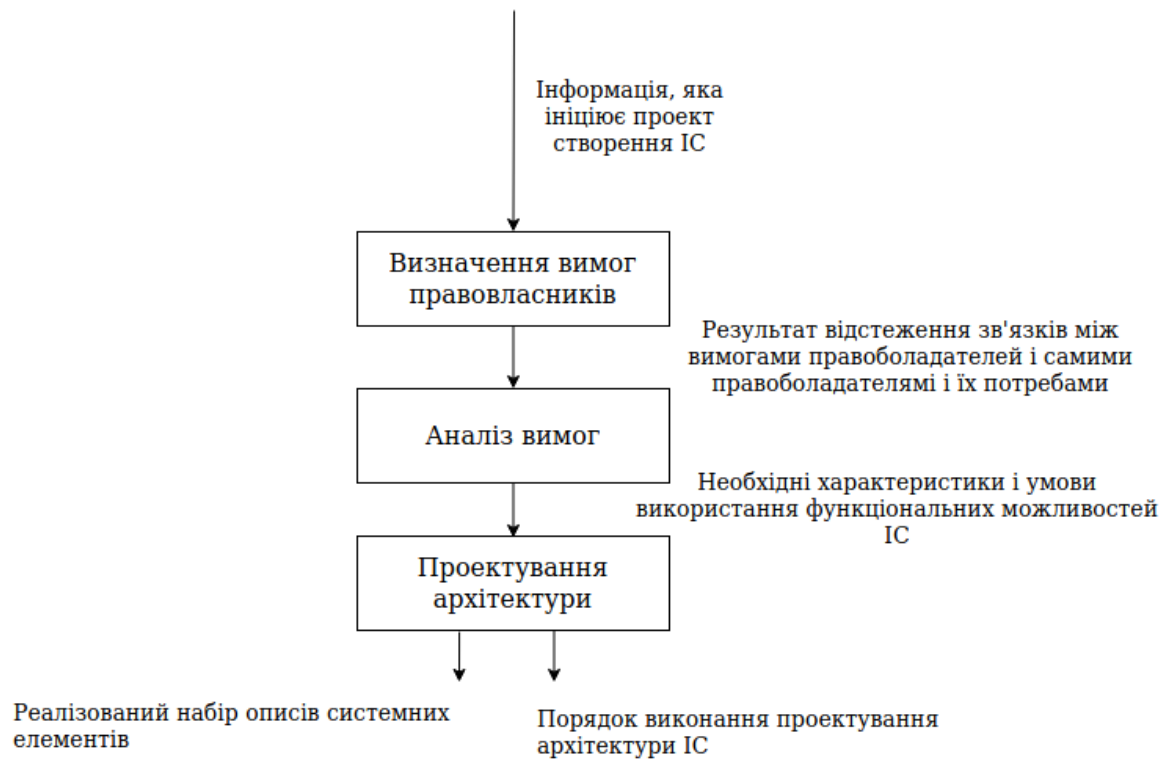 Інформація, яка
ініціює проект
створення ІС
Визначення вимог
правовласників
Результат відстеження зв'язків між
вимогами правоболадателей і самими
правоболадателямі і їх потребами
Аналіз вимог
Необхідні характеристики і умови
використання функціональних можливостей
ІС
Проектування
архітектури
Реалізований набір описів системних
елементів
Порядок виконання проектування
архітектури ІС